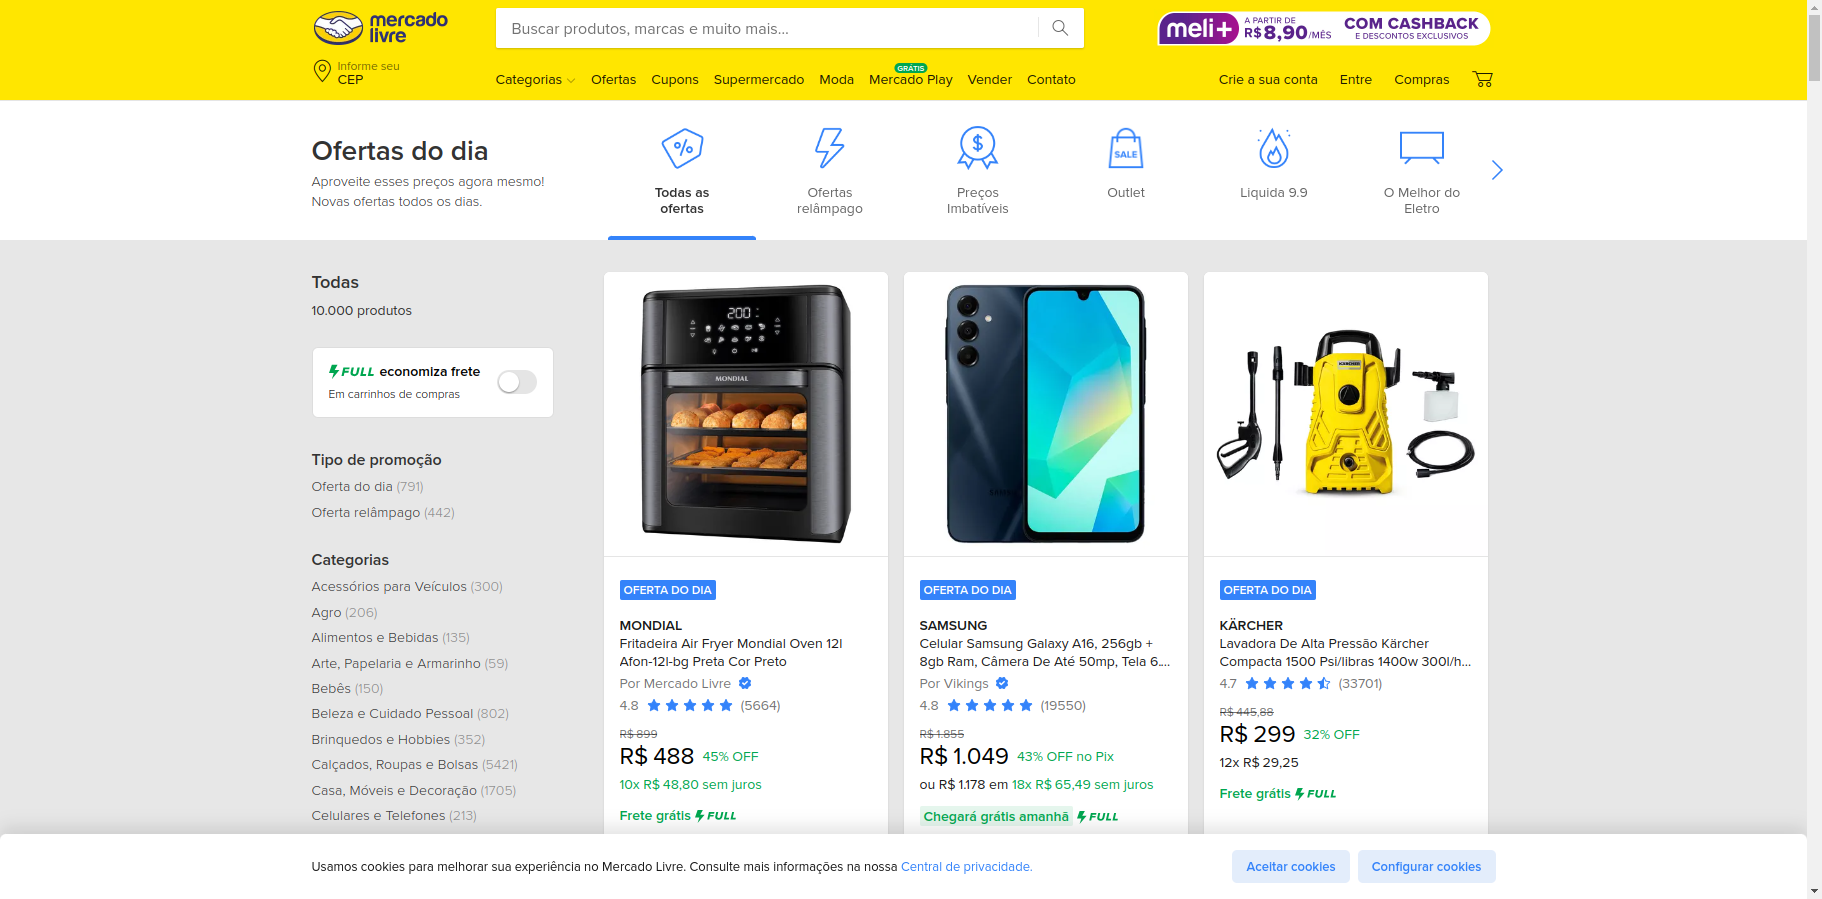 mercado
livre
Buscar produtos, marcas e muito mais...
meli+
A PARTIR DE
R$8,90/MÊS
COM CASHBACK
E DESCONTOS EXCLUSIVOS
Informe seu
CEP
Categorias
Ofertas
Cupons
Supermercado
Moda
GRÁTIS
Mercado Play
Vender
Contato
Crie a sua conta
Entre
Compras
Ofertas do dia
Aproveite esses preços agora mesmo!
Novas ofertas todos os dias.
Todas as
ofertas
Ofertas
relâmpago
$
Preços
Imbatíveis
SALE
Outlet
Liquida 9.9
O Melhor do
Eletro
Todas
10.000 produtos
FULL economiza frete
Em carrinhos de compras
Tipo de promoção
Oferta do dia (791)
Oferta relâmpago (442)
Categorias
Acessórios para Veículos (300)
Agro (206)
Alimentos e Bebidas (135)
Arte, Papelaria e Armarinho (59)
Bebês (150)
Beleza e Cuidado Pessoal (802)
Brinquedos e Hobbies (352)
Calçados, Roupas e Bolsas (5421)
Casa, Móveis e Decoração (1705)
Celulares e Telefones (213)
200
MONDIAL
OFERTA DO DIA
MONDIAL
Fritadeira Air Fryer Mondial Oven 12l
Afon-12l-bg Preta Cor Preto
Por Mercado Livre
4.8 (5664)
R$ 899
R$ 488 45% OFF
10x R$ 48,80 sem juros
Frete grátis FULL
OFERTA DO DIA
SAMSUNG
Celular Samsung Galaxy A16, 256gb +
8gb Ram, Câmera De Até 50mp, Tela 6....
Por Vikings
4.8 (19550)
R$ 1.855
R$ 1.049 43% OFF no Pix
ou R$ 1.178 em 18x R$ 65,49 sem juros
Chegará grátis amanhã FULL
KÄRCHER
OFERTA DO DIA
KÄRCHER
Lavadora De Alta Pressão Kärcher
Compacta 1500 Psi/libras 1400w 300l/h...
4.7 (33701)
R$ 445,88
R$ 299 32% OFF
12x R$ 29,25
Frete grátis FULL
Usamos cookies para melhorar sua experiência no Mercado Livre. Consulte mais informações na nossa Central de privacidade.
Aceitar cookies
Configurar cookies